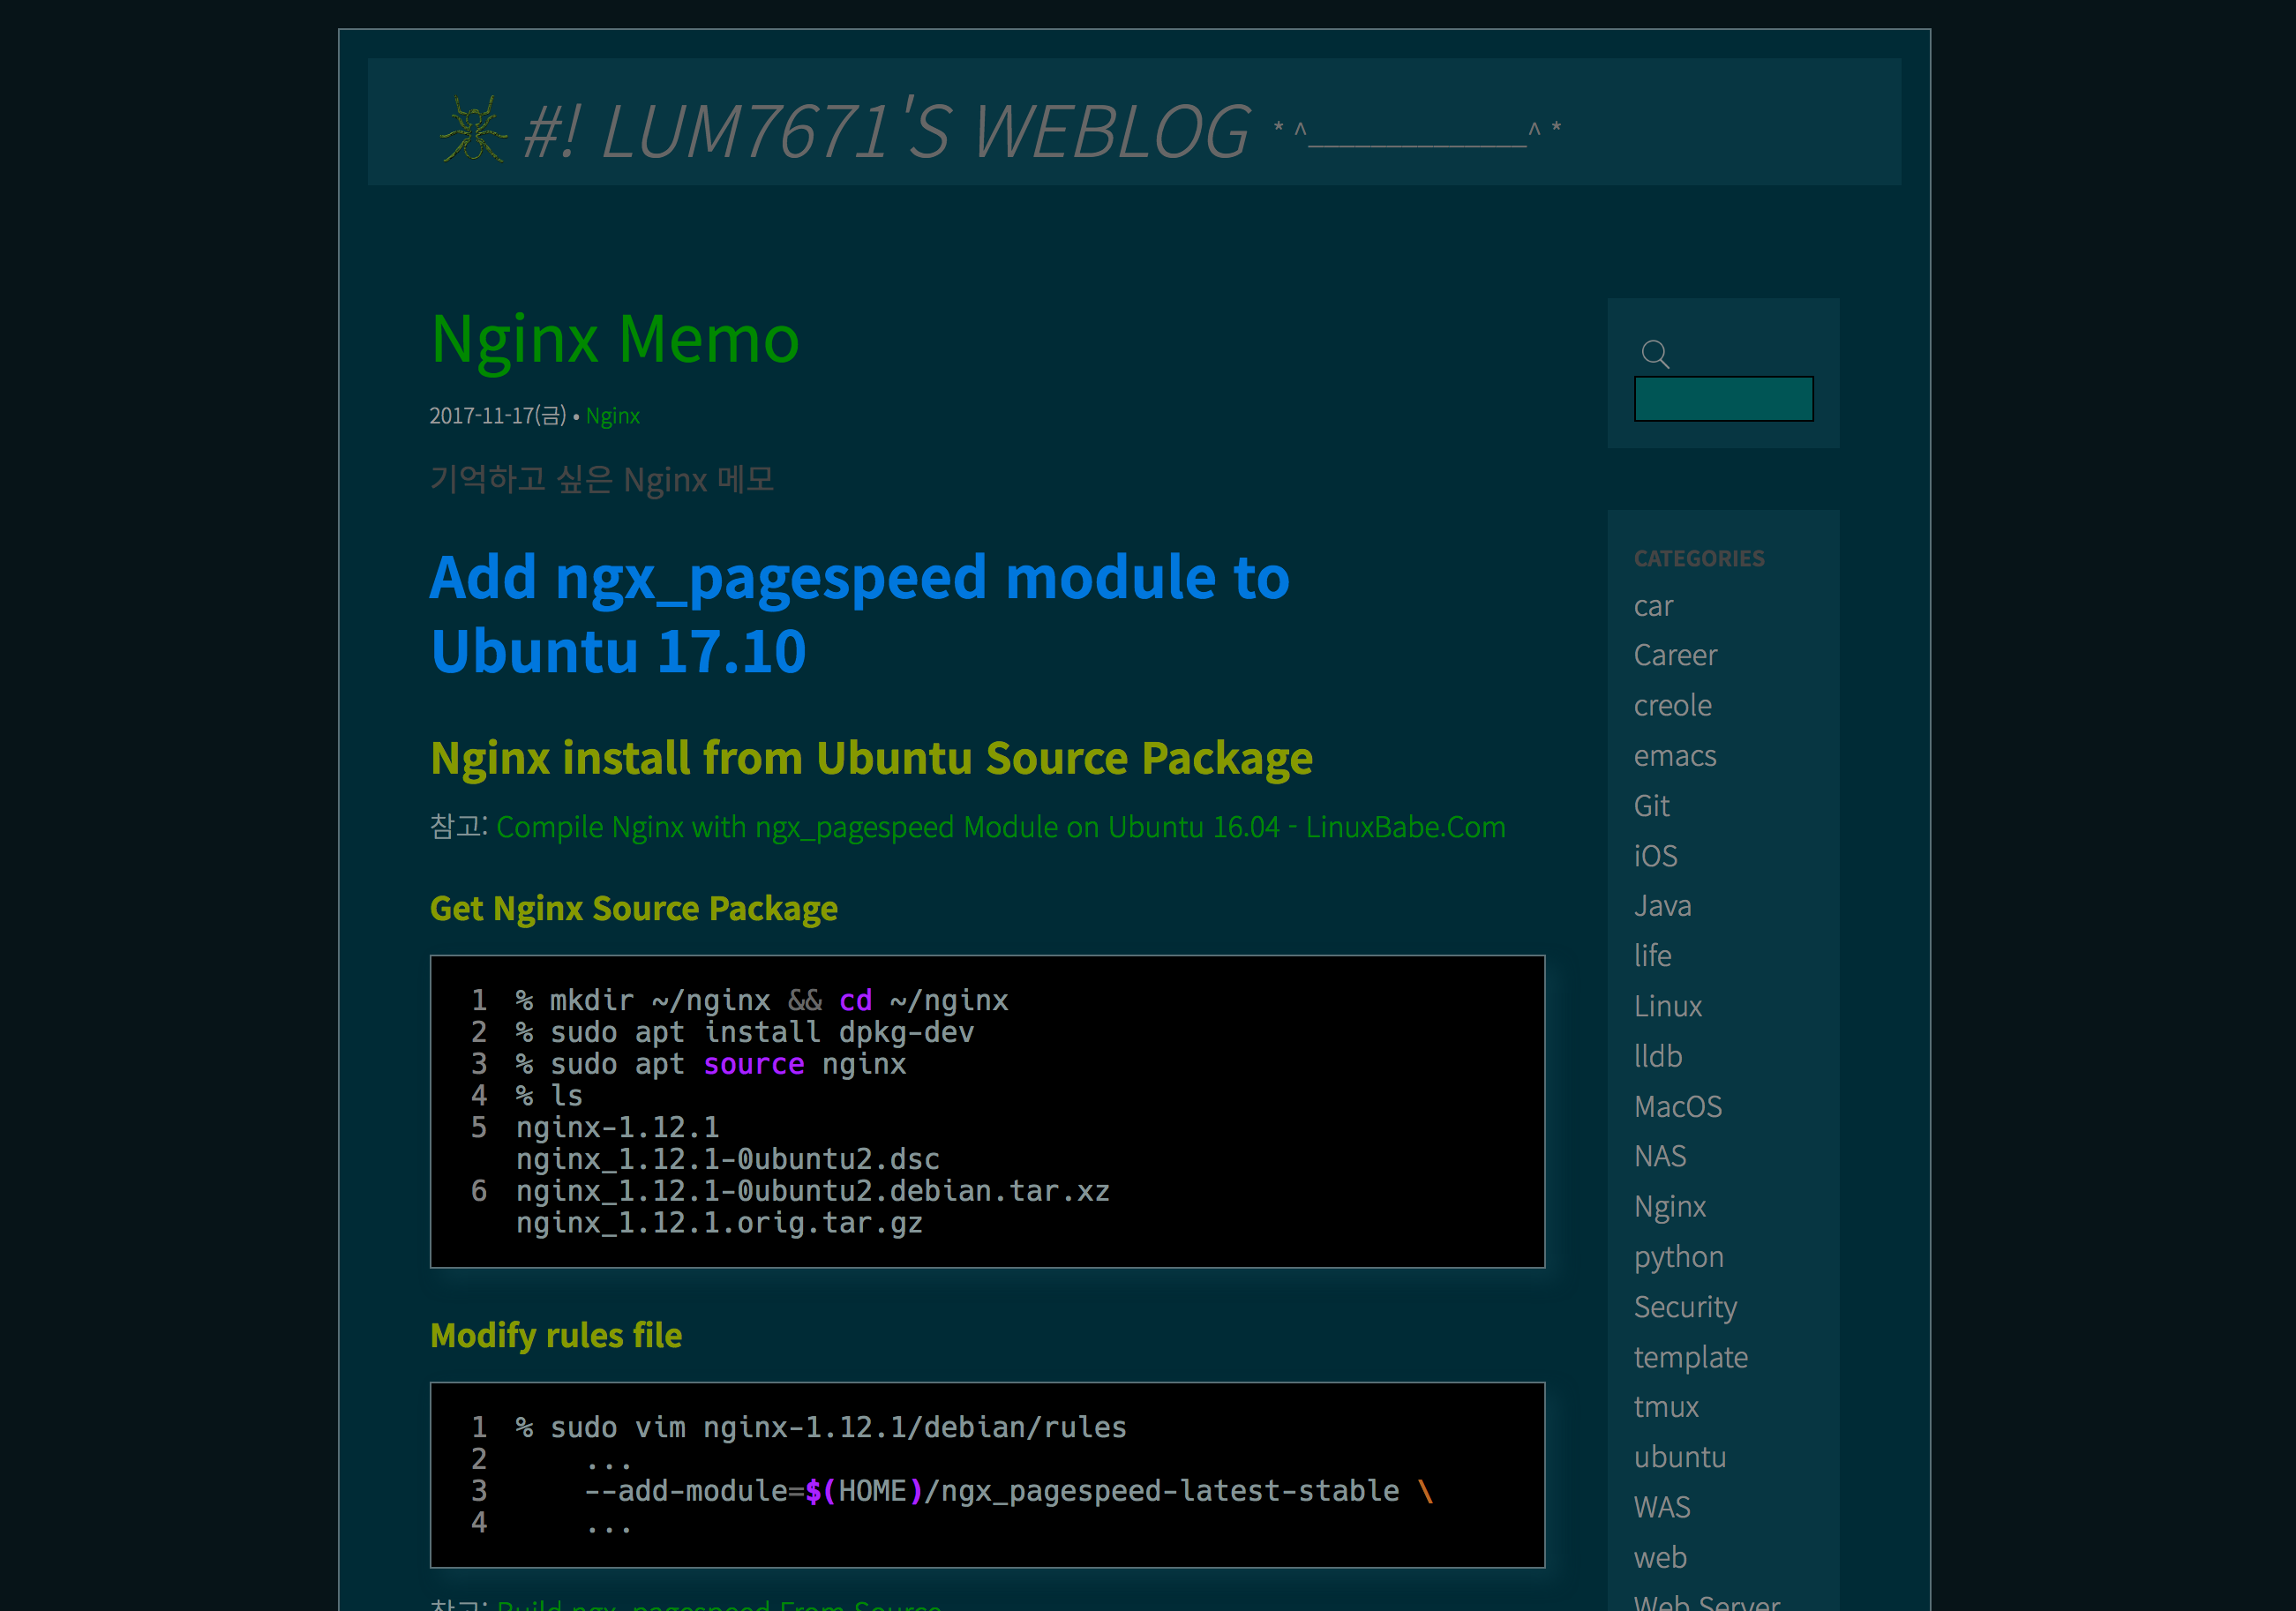 #! LUM7671'S WEBLOG * ^______________^ *
Nginx Memo
2017-11-17(금) • Nginx
기억하고 싶은 Nginx 메모
Add ngx_pagespeed module to
Ubuntu 17.10
Nginx install from Ubuntu Source Package
참고: Compile Nginx with ngx_pagespeed Module on Ubuntu 16.04 - LinuxBabe.Com
Get Nginx Source Package
1 % mkdir ~/nginx && cd ~/nginx
2 % sudo apt install dpkg-dev
3 % sudo apt source nginx
4 % ls
5 nginx-1.12.1
nginx_1.12.1-0ubuntu2.dsc
6 nginx_1.12.1-0ubuntu2.debian.tar.xz
nginx_1.12.1.orig.tar.gz
Modify rules file
1 % sudo vim nginx-1.12.1/debian/rules
2 ...
3 --add-module=$(HOME)/ngx_pagespeed-latest-stable \
4 ...
참고: Build ngx_pagespeed From Source
CATEGORIES
car
Career
creole
emacs
Git
iOS
Java
life
Linux
lldb
MacOS
NAS
Nginx
python
Security
template
tmux
ubuntu
WAS
web
Web Server